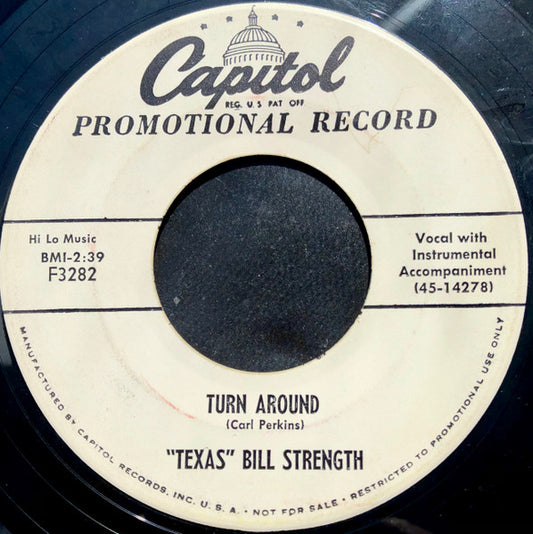 Capitol
REG. U.S. PAT. OFF.
PROMOTIONAL RECORD
Hi Lo Music
BMI-2:39
F3282
Vocal with
Instrumental
Accompaniment
(45-14278)
TURN AROUND
(Carl Perkins)
"TEXAS" BILL STRENGTH
MANUFACTURED BY CAPITOL RECORDS, INC. U. S. A. · NOT FOR SALE · RESTRICTED TO PROMOTIONAL USE ONLY